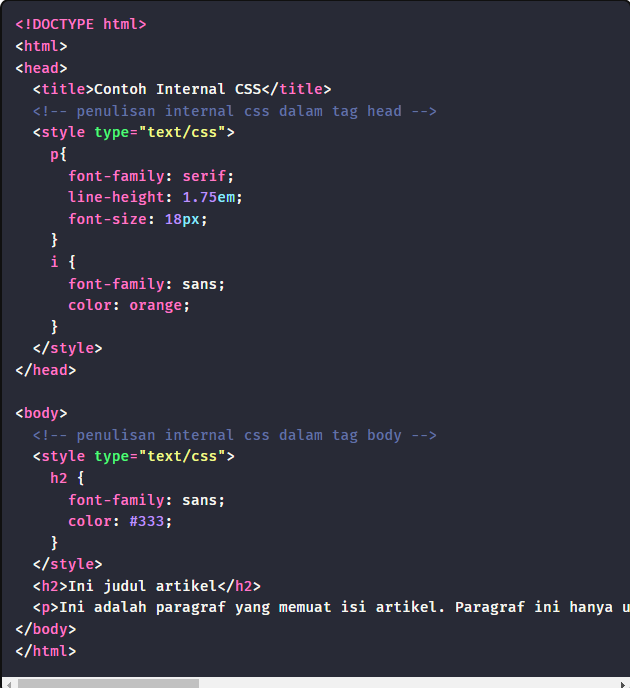 <!DOCTYPE html>
<html>
<head>
  <title>Contoh Internal CSS</title>
  <!-- penulisan internal css dalam tag head -->
  <style type="text/css">
    p{
      font-family: serif;
      line-height: 1.75em;
      font-size: 18px;
    }
    i {
      font-family: sans;
      color: orange;
    }
  </style>
</head>

<body>
  <!-- penulisan internal css dalam tag body -->
  <style type="text/css">
    h2 {
      font-family: sans;
      color: #333;
    }
  </style>
  <h2>Ini judul artikel</h2>
  <p>Ini adalah paragraf yang memuat isi artikel. Paragraf ini hanya u
</body>
</html>